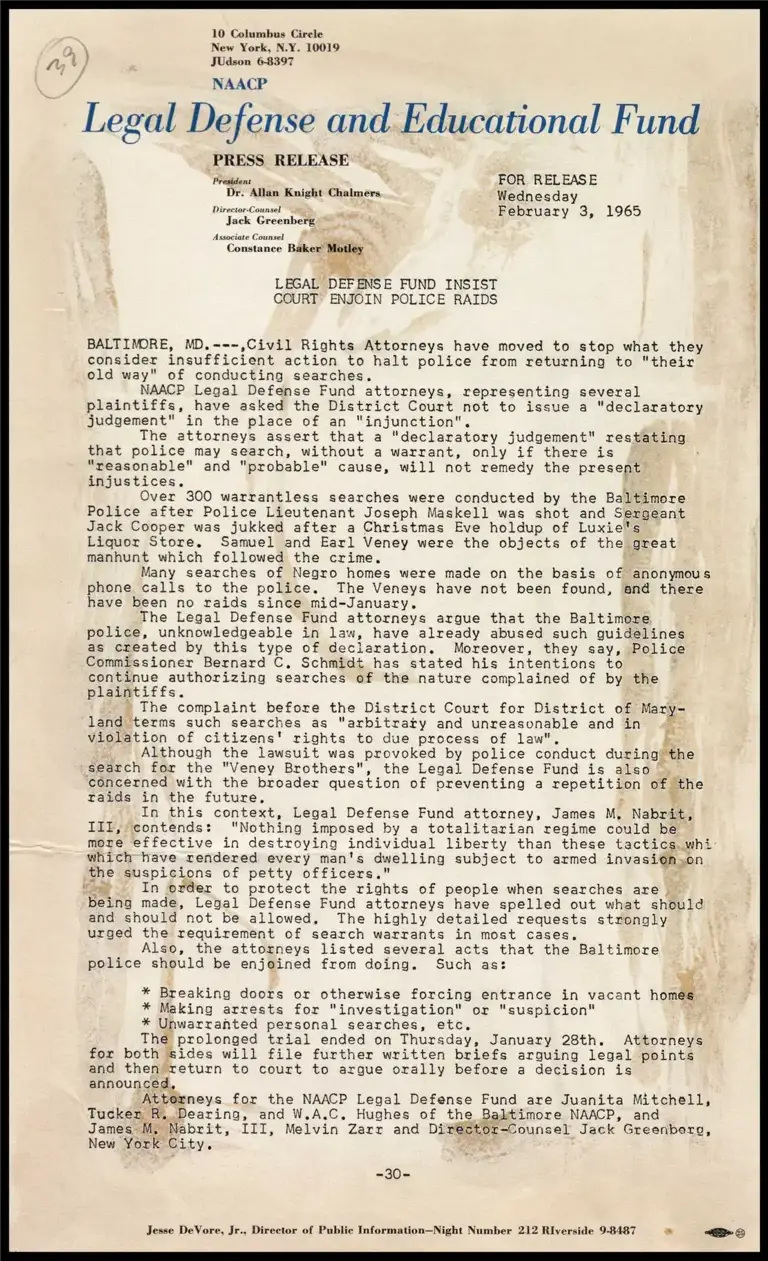 39
10 Columbus Circle
New York, N.Y. 10019
JUdson 6-8397
NAACP
Legal Defense and Educational Fund
PRESS RELEASE
President
Dr. Allan Knight Chalmers
Director-Counsel
Jack Greenberg
Associate Counsel
Constance Baker Motley
FOR RELEASE
Wednesday
February 3, 1965
LEGAL DEFENSE FUND INSIST
COURT ENJOIN POLICE RAIDS
BALTIMORE, MD.---,Civil Rights Attorneys have moved to stop what they
consider insufficient action to halt police from returning to "their
old way" of conducting searches.
NAACP Legal Defense Fund attorneys, representing several
plaintiffs, have asked the District Court not to issue a "declaratory
judgement" in the place of an "injunction".
The attorneys assert that a "declaratory judgement" restating
that police may search, without a warrant, only if there is
"reasonable" and "probable" cause, will not remedy the present
injustices.
Over 300 warrantless searches were conducted by the Baltimore
Police after Police Lieutenant Joseph Maskell was shot and Sergeant
Jack Cooper was jukked after a Christmas Eve holdup of Luxie's
Liquor Store. Samuel and Earl Veney were the objects of the great
manhunt which followed the crime.
Many searches of Negro homes were made on the basis of anonymous
phone calls to the police. The Veneys have not been found, and there
have been no raids since mid-January.
The Legal Defense Fund attorneys argue that the Baltimore
police, unknowledgeable in law, have already abused such guidelines
as created by this type of declaration. Moreover, they say, Police
Commissioner Bernard C. Schmidt has stated his intentions to
continue authorizing searches of the nature complained of by the
plaintiffs.
The complaint before the District Court for District of Mary-
land terms such searches as "arbitrary and unreasonable and in
violation of citizens' rights to due process of law".
Although the lawsuit was provoked by police conduct during the
search for the "Veney Brothers", the Legal Defense Fund is also
concerned with the broader question of preventing a repetition of the
raids in the future.
In this context, Legal Defense Fund attorney, James M. Nabrit,
III, contends: "Nothing imposed by a totalitarian regime could be
more effective in destroying individual liberty than these tactics whi
which have rendered every man's dwelling subject to armed invasion on
the suspicions of petty officers."
In order to protect the rights of people when searches are
being made, Legal Defense Fund attorneys have spelled out what should
and should not be allowed. The highly detailed requests strongly
urged the requirement of search warrants in most cases.
Also, the attorneys listed several acts that the Baltimore
police should be enjoined from doing. Such as:
* Breaking doors or otherwise forcing entrance in vacant homes
* Making arrests for "investigation" or "suspicion"
* Unwarranted personal searches, etc.
The prolonged trial ended on Thursday, January 28th. Attorneys
for both sides will file further written briefs arguing legal points
and then return to court to argue orally before a decision is
announced.
Attorneys for the NAACP Legal Defense Fund are Juanita Mitchell,
Tucker R. Dearing, and W.A.C. Hughes of the Baltimore NAACP, and
James M. Nabrit, III, Melvin Zarr and Director-Counsel Jack Greenberg,
New York City.
-30-
Jesse DeVore, Jr., Director of Public Information—Night Number 212 RIverside 9-8487